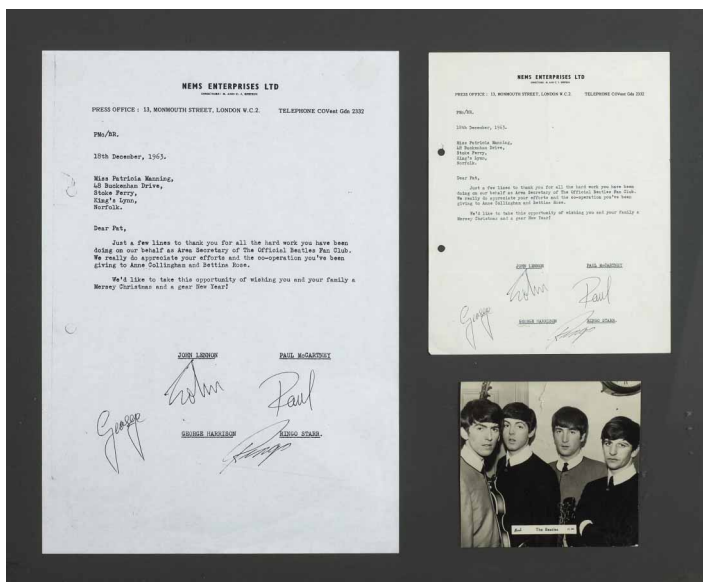 NEMS ENTERPRISES LTD
PRESS OFFICE : 13, MONMOUTH STREET, LONDON W.C.2. TELEPHONE COVent Gdn 2332
PMo/BR.
18th December, 1963.
Miss Patricia Manning,
48 Buckenham Drive,
Stoke Ferry,
King's Lynn,
Norfolk.
Dear Pat,
Just a few lines to thank you for all the hard work you have been
doing on our behalf as Area Secretary of The Official Beatles Fan Club.
We really do appreciate your efforts and the co-operation you've been
giving to Anne Collingham and Bettina Rose.
We'd like to take this opportunity of wishing you and your family a
Mersey Christmas and a gear New Year!
JOHN LENNON PAUL McCARTNEY
John Paul
George
GEORGE HARRISON RINGO STARR.
Ringo
NEMS ENTERPRISES LTD
PRESS OFFICE : 13, MONMOUTH STREET, LONDON W.C.2. TELEPHONE COVent Gdn 2332
PMo/BR.
18th December, 1963.
Miss Patricia Manning,
48 Buckenham Drive,
Stoke Ferry,
King's Lynn,
Norfolk.
Dear Pat,
Just a few lines to thank you for all the hard work you have been
doing on our behalf as Area Secretary of The Official Beatles Fan Club.
We really do appreciate your efforts and the co-operation you've been
giving to Anne Collingham and Bettina Rose.
We'd like to take this opportunity of wishing you and your family a
Mersey Christmas and a gear New Year!
JOHN LENNON PAUL McCARTNEY
John Paul
George
GEORGE HARRISON RINGO STARR.
Ringo
The Beatles